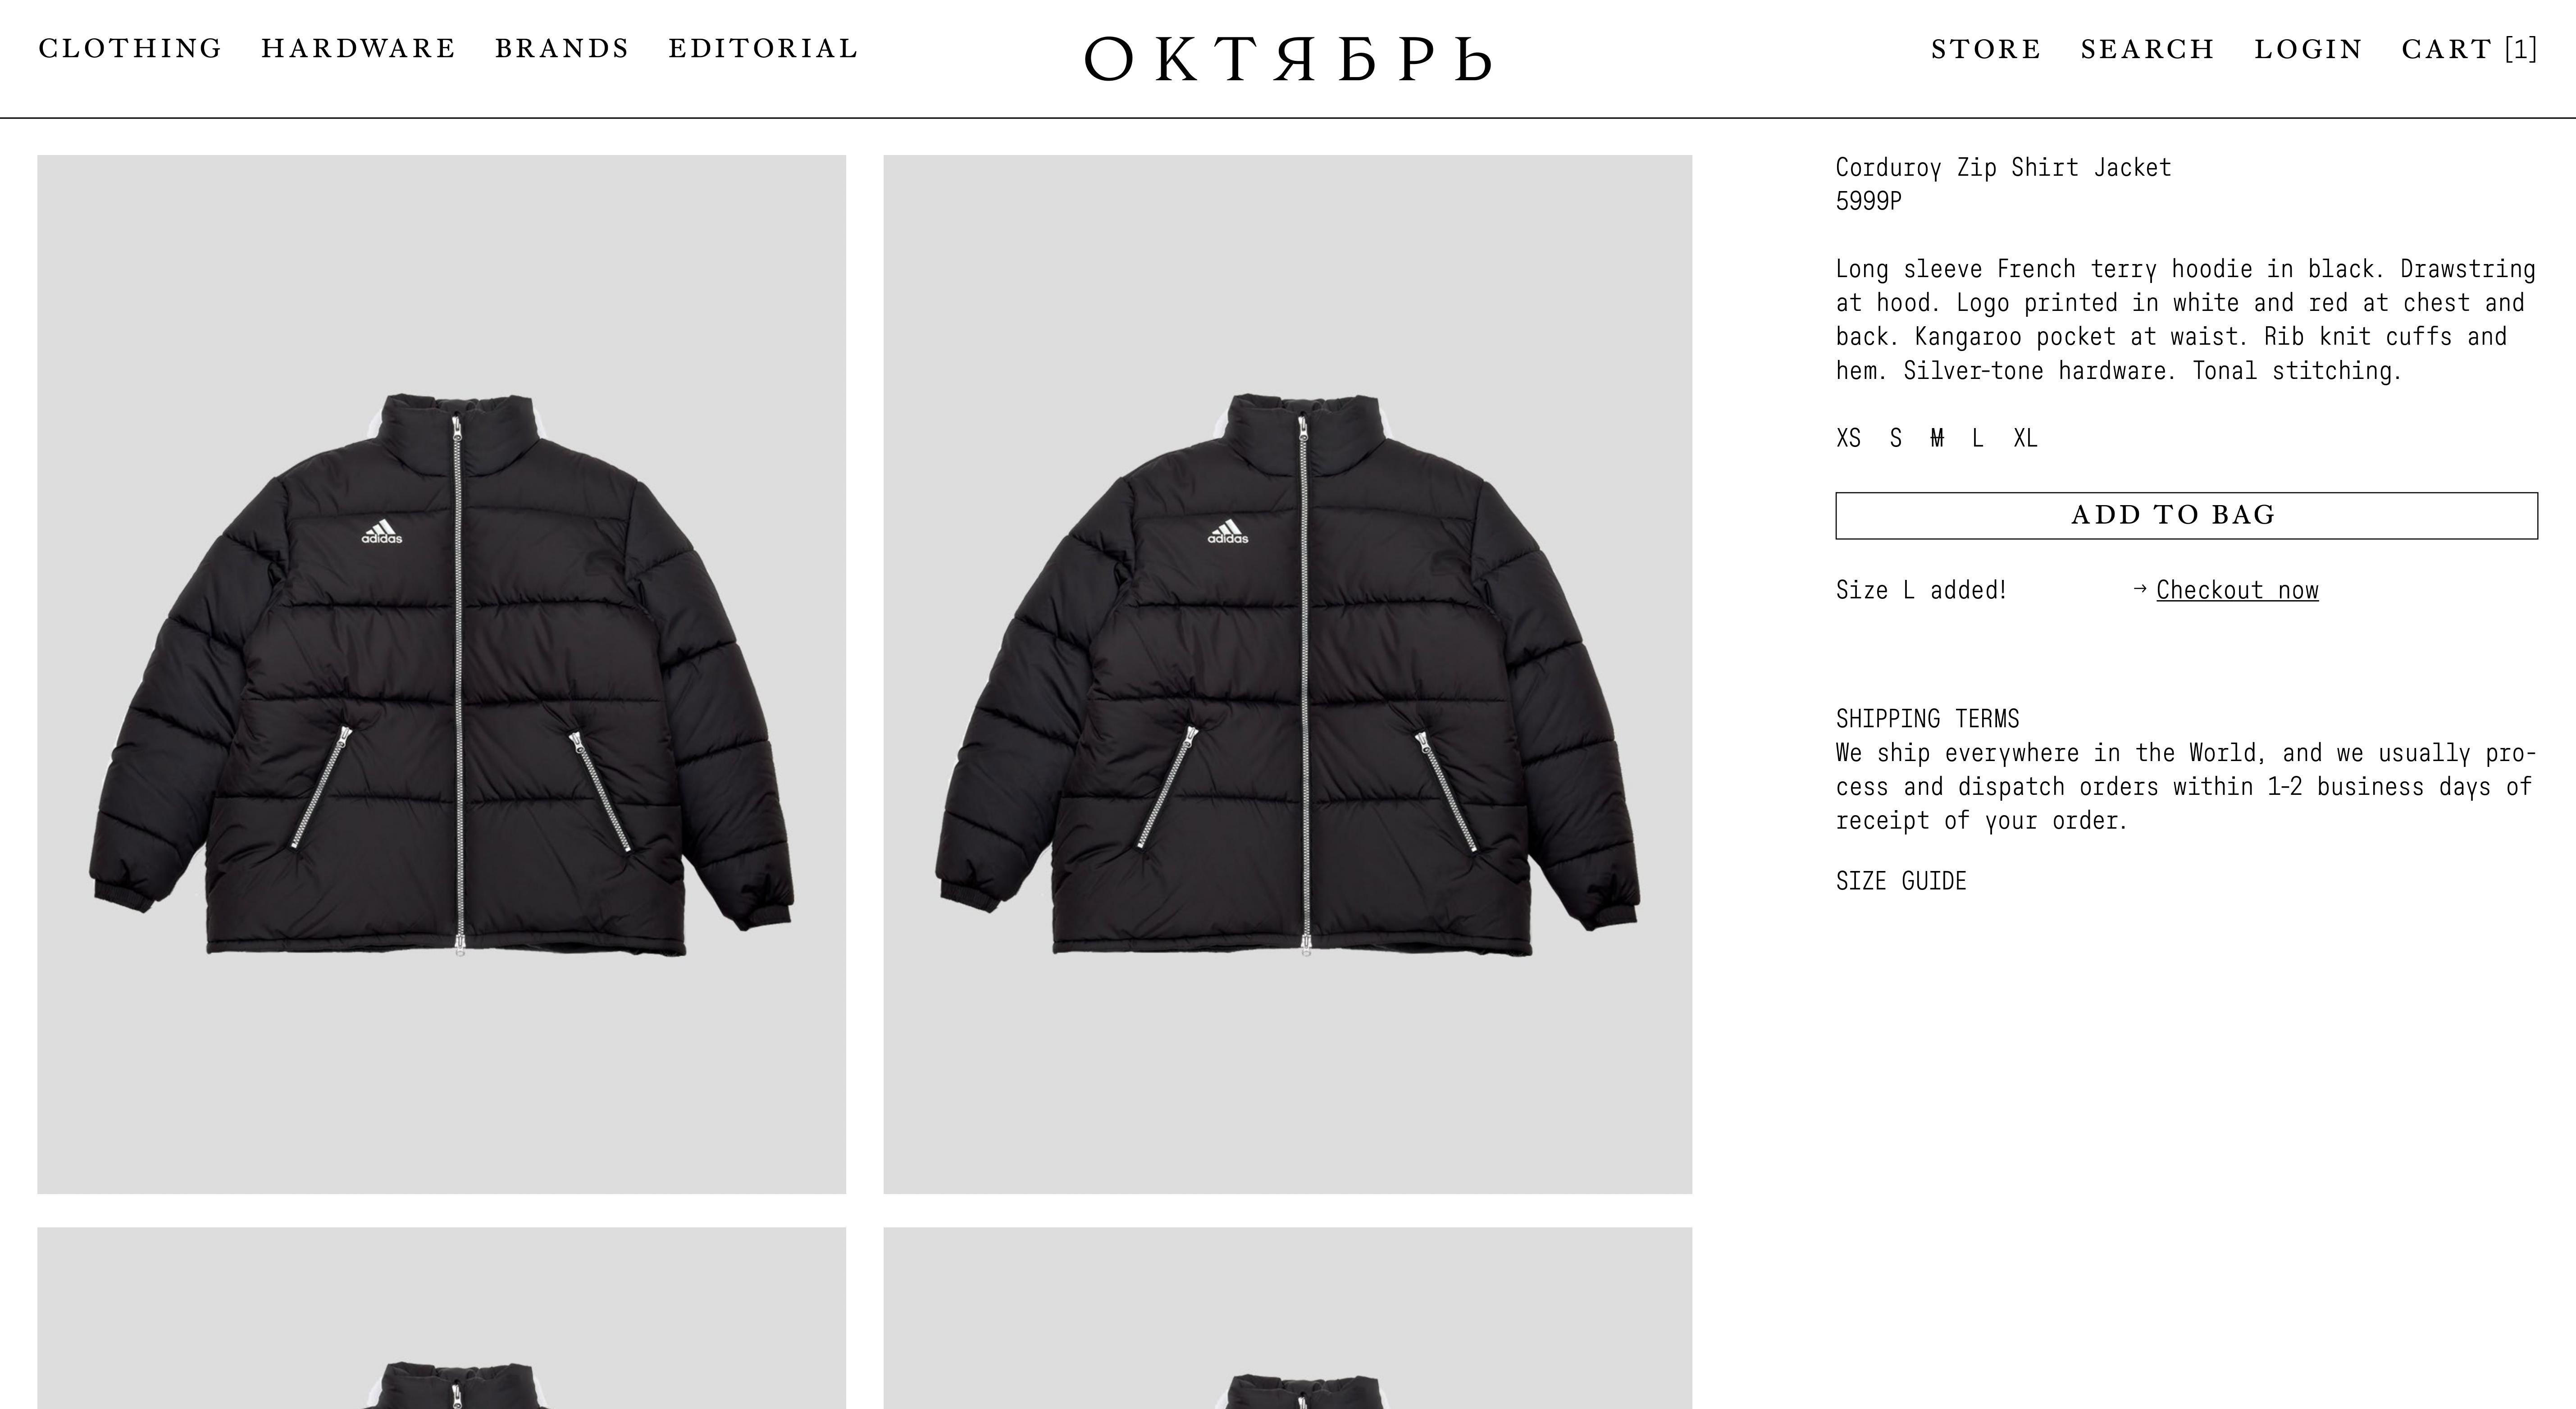 CLOTHING HARDWARE BRANDS EDITORIAL
ОКТЯБРЬ
STORE SEARCH LOGIN CART [1]
adidas
adidas
Corduroy Zip Shirt Jacket
5999P
Long sleeve French terry hoodie in black. Drawstring
at hood. Logo printed in white and red at chest and
back. Kangaroo pocket at waist. Rib knit cuffs and
hem. Silver-tone hardware. Tonal stitching.
XS S M L XL
ADD TO BAG
Size L added! → Checkout now
SHIPPING TERMS
We ship everywhere in the World, and we usually pro-
cess and dispatch orders within 1-2 business days of
receipt of your order.
SIZE GUIDE